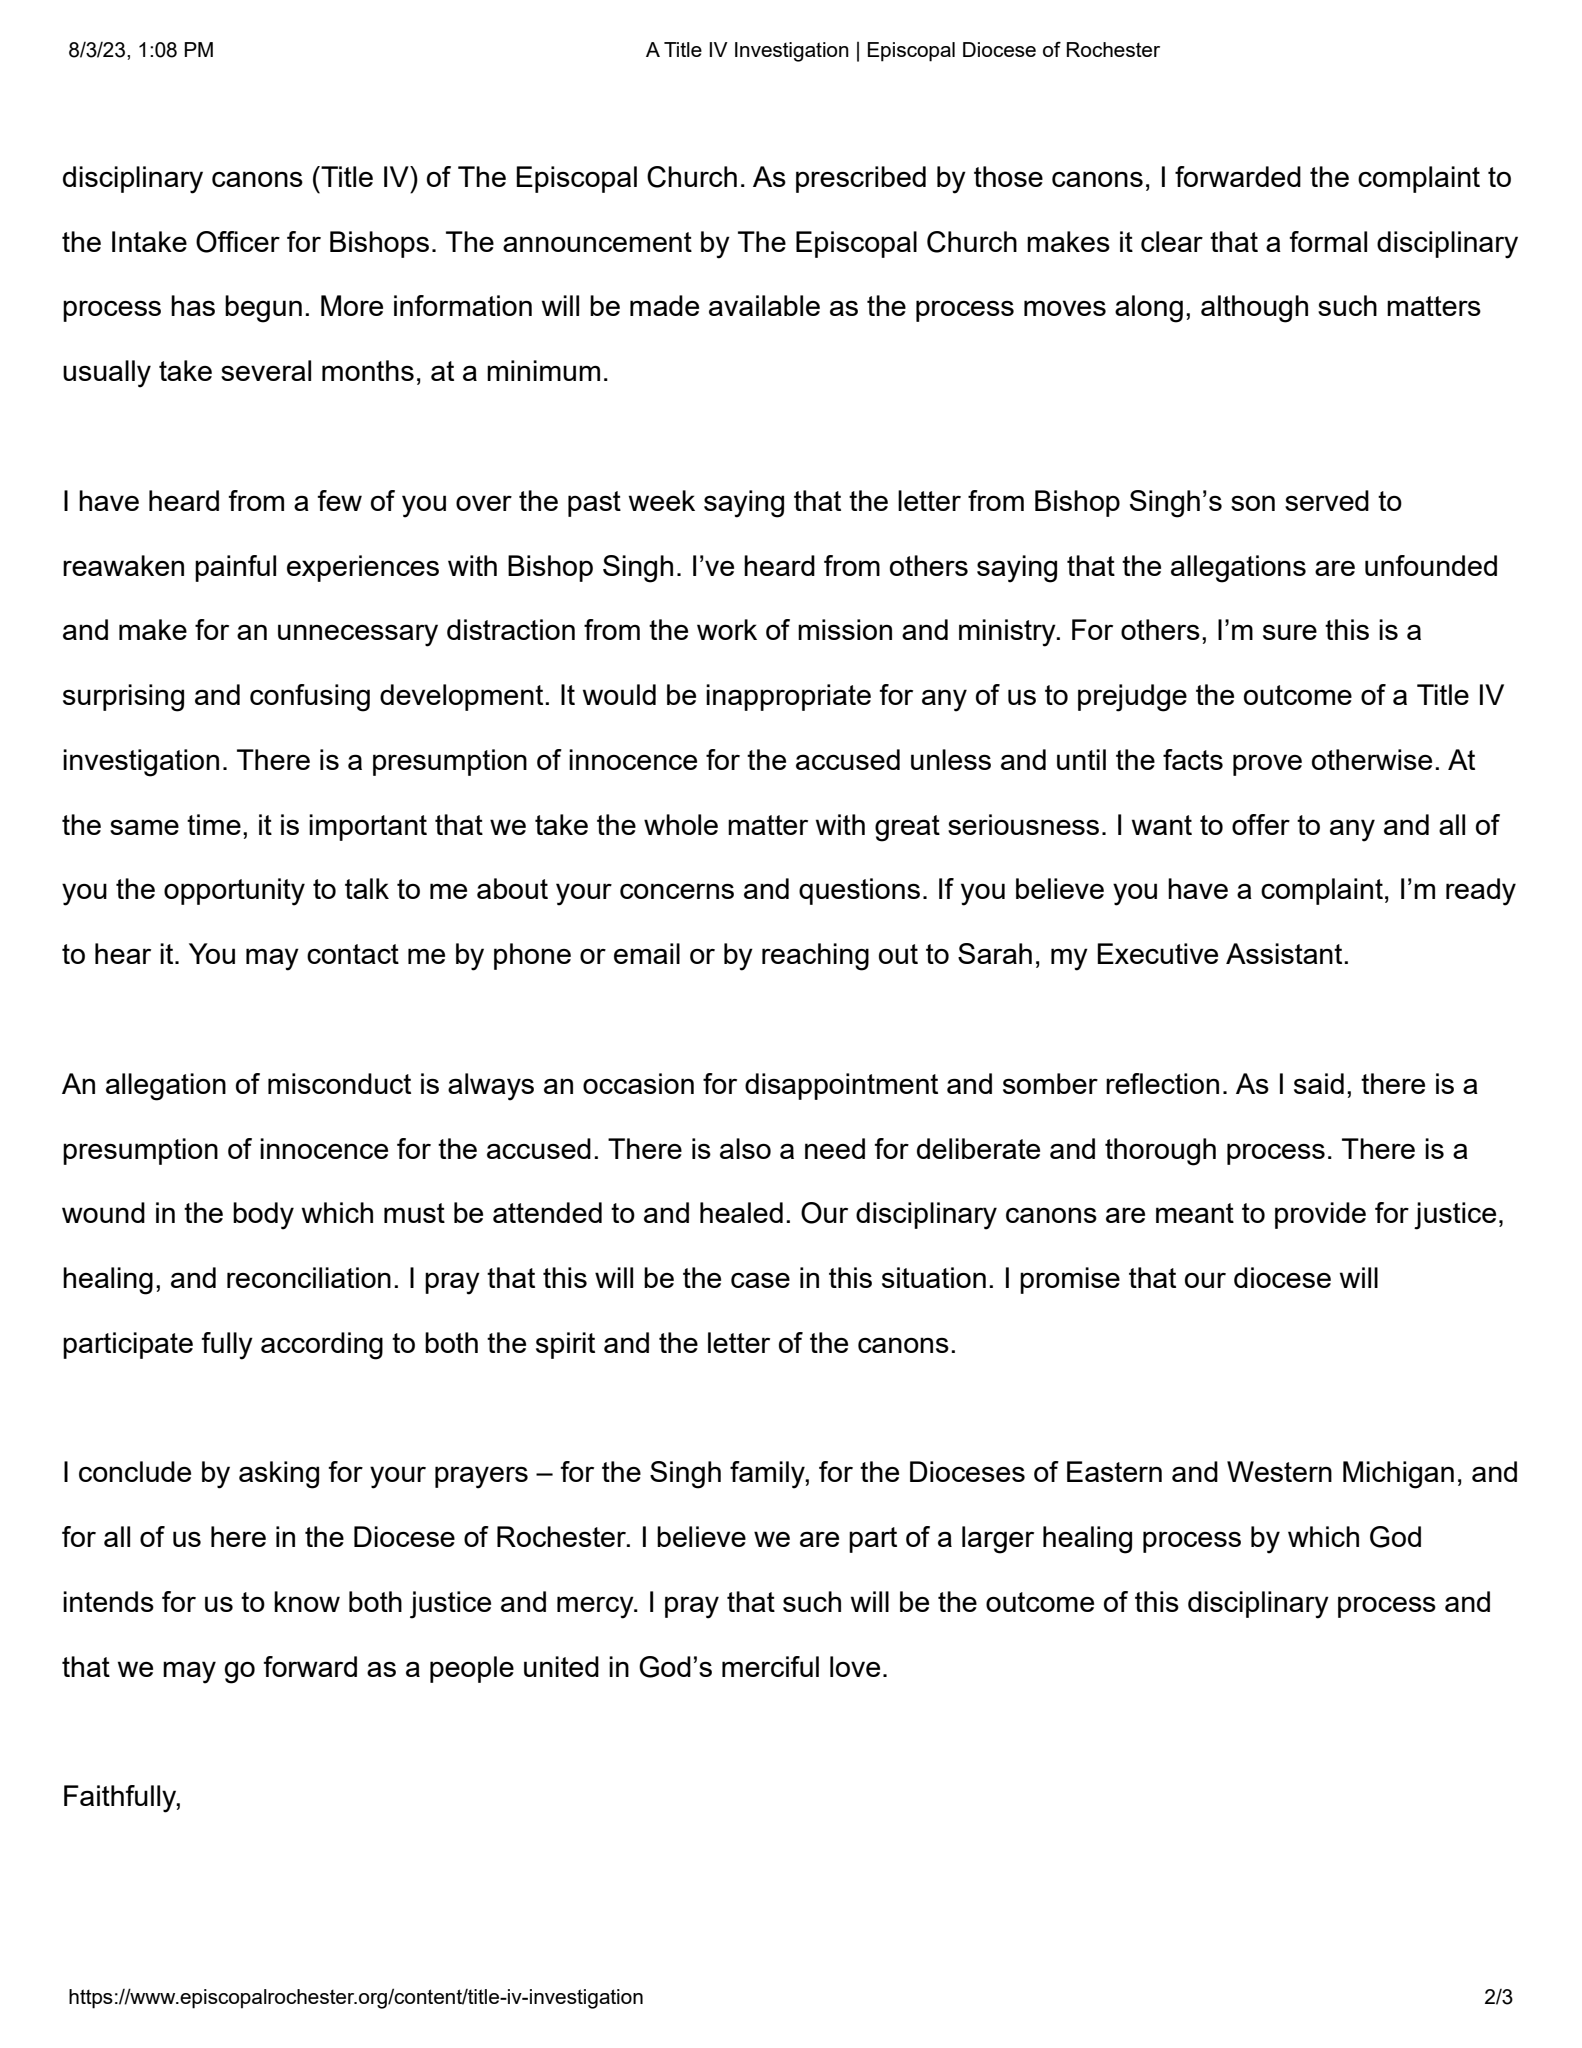 8/3/23, 1:08 PM A Title IV Investigation | Episcopal Diocese of Rochester
disciplinary canons (Title IV) of The Episcopal Church. As prescribed by those canons, I forwarded the complaint to
the Intake Officer for Bishops. The announcement by The Episcopal Church makes it clear that a formal disciplinary
process has begun. More information will be made available as the process moves along, although such matters
usually take several months, at a minimum.
I have heard from a few of you over the past week saying that the letter from Bishop Singh’s son served to
reawaken painful experiences with Bishop Singh. I’ve heard from others saying that the allegations are unfounded
and make for an unnecessary distraction from the work of mission and ministry. For others, I’m sure this is a
surprising and confusing development. It would be inappropriate for any of us to prejudge the outcome of a Title IV
investigation. There is a presumption of innocence for the accused unless and until the facts prove otherwise. At
the same time, it is important that we take the whole matter with great seriousness. I want to offer to any and all of
you the opportunity to talk to me about your concerns and questions. If you believe you have a complaint, I’m ready
to hear it. You may contact me by phone or email or by reaching out to Sarah, my Executive Assistant.
An allegation of misconduct is always an occasion for disappointment and somber reflection. As I said, there is a
presumption of innocence for the accused. There is also a need for deliberate and thorough process. There is a
wound in the body which must be attended to and healed. Our disciplinary canons are meant to provide for justice,
healing, and reconciliation. I pray that this will be the case in this situation. I promise that our diocese will
participate fully according to both the spirit and the letter of the canons.
I conclude by asking for your prayers – for the Singh family, for the Dioceses of Eastern and Western Michigan, and
for all of us here in the Diocese of Rochester. I believe we are part of a larger healing process by which God
intends for us to know both justice and mercy. I pray that such will be the outcome of this disciplinary process and
that we may go forward as a people united in God’s merciful love.
Faithfully,
https://www.episcopalrochester.org/content/title-iv-investigation 2/3